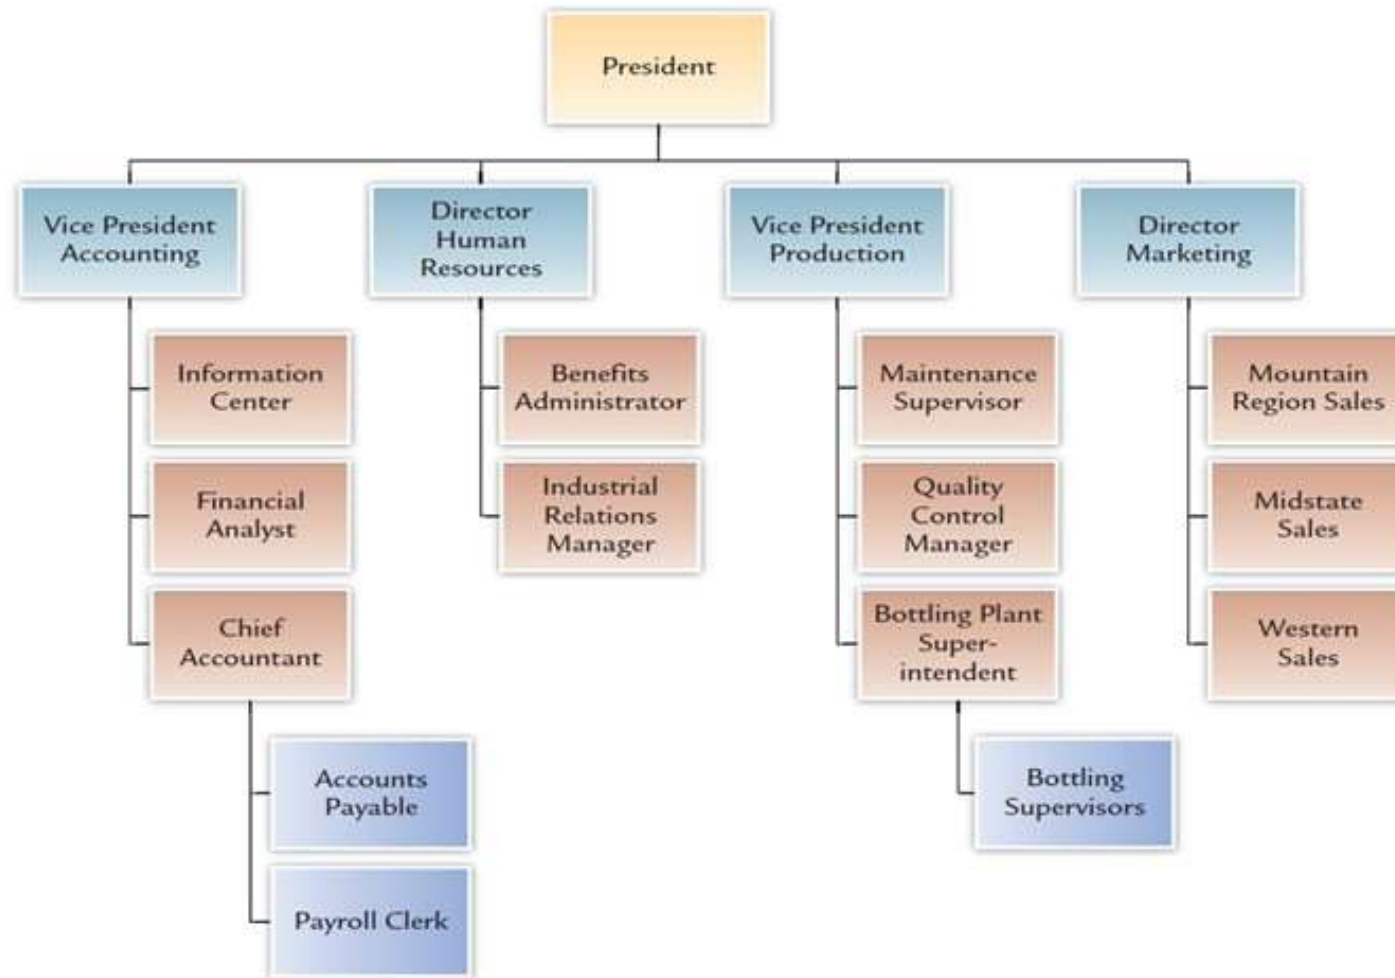 President
Vice President
Accounting
Director
Human
Resources
Vice President
Production
Director
Marketing
Information
Center
Benefits
Administrator
Maintenance
Supervisor
Mountain
Region Sales
Financial
Analyst
Industrial
Relations
Manager
Quality
Control
Manager
Midstate
Sales
Chief
Accountant
Bottling Plant
Super-
intendent
Western
Sales
Accounts
Payable
Bottling
Supervisors
Payroll Clerk